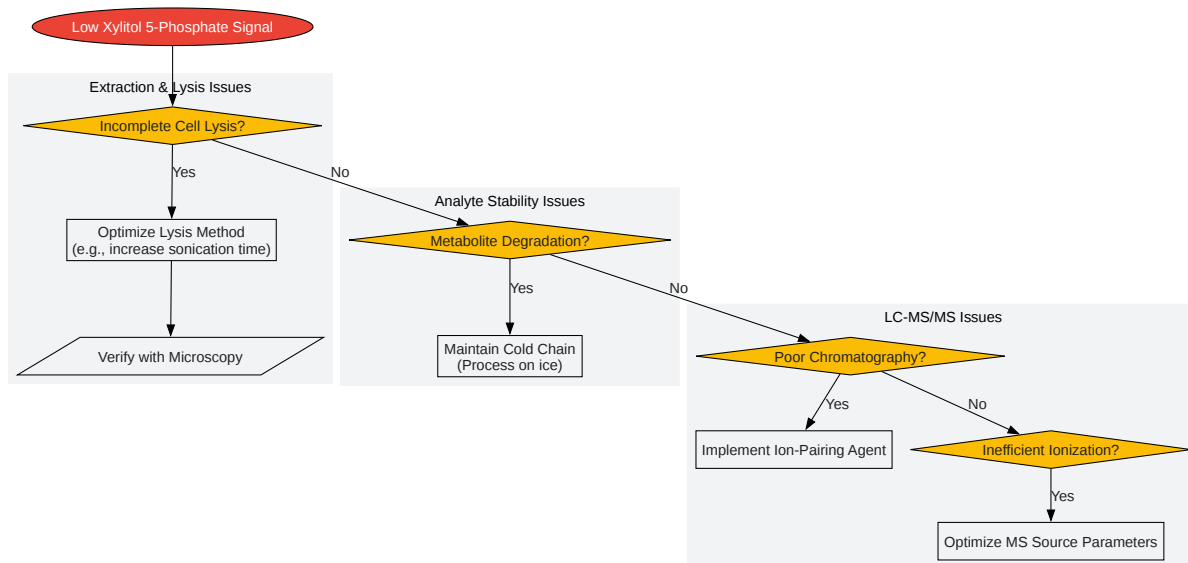 Low Xylitol 5-Phosphate Signal
Extraction & Lysis Issues
Incomplete Cell Lysis?
Yes
No
Optimize Lysis Method
(e.g., increase sonication time)
Verify with Microscopy
Analyte Stability Issues
Metabolite Degradation?
Yes
No
Maintain Cold Chain
(Process on ice)
LC-MS/MS Issues
Poor Chromatography?
Yes
No
Implement Ion-Pairing Agent
Inefficient Ionization?
Yes
Optimize MS Source Parameters